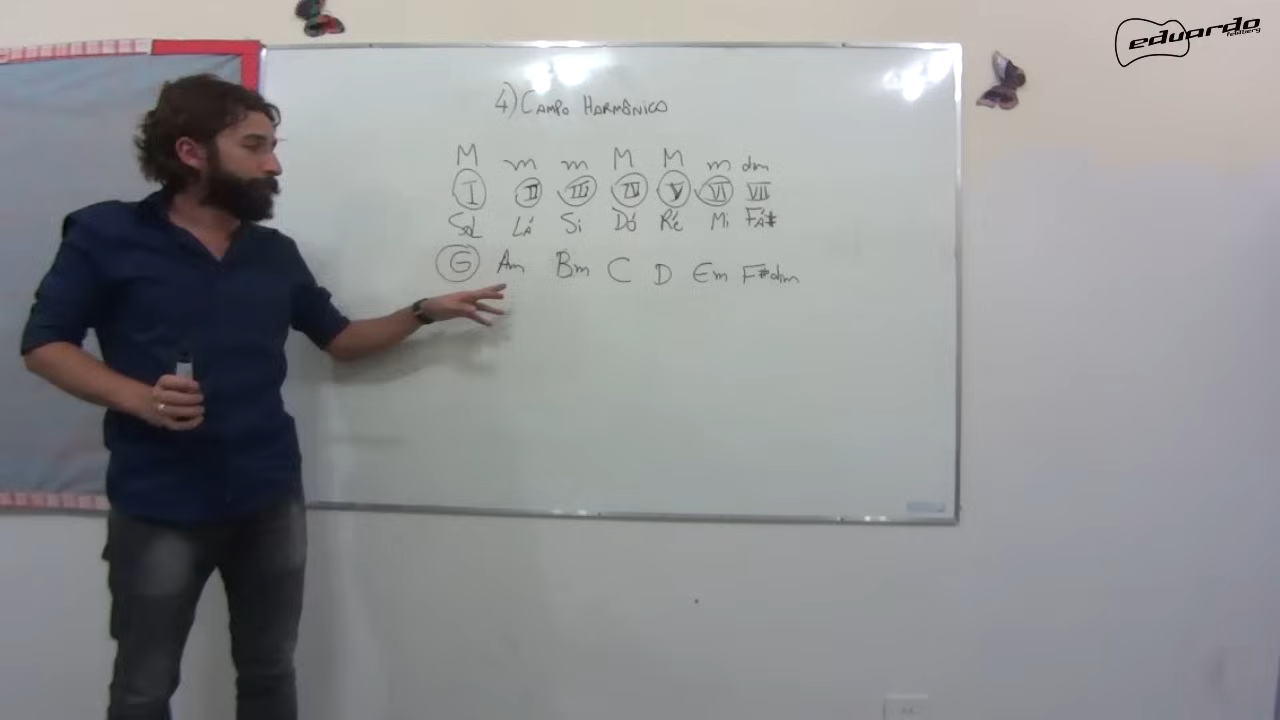 eduardo
feldberg
4) CAMPO HARMÔNICO
M m m M M m dm
I II III IV V VI VII
SOL LÁ Si DÓ RÉ Mi FÁ#
G Am Bm C D Em F#dim